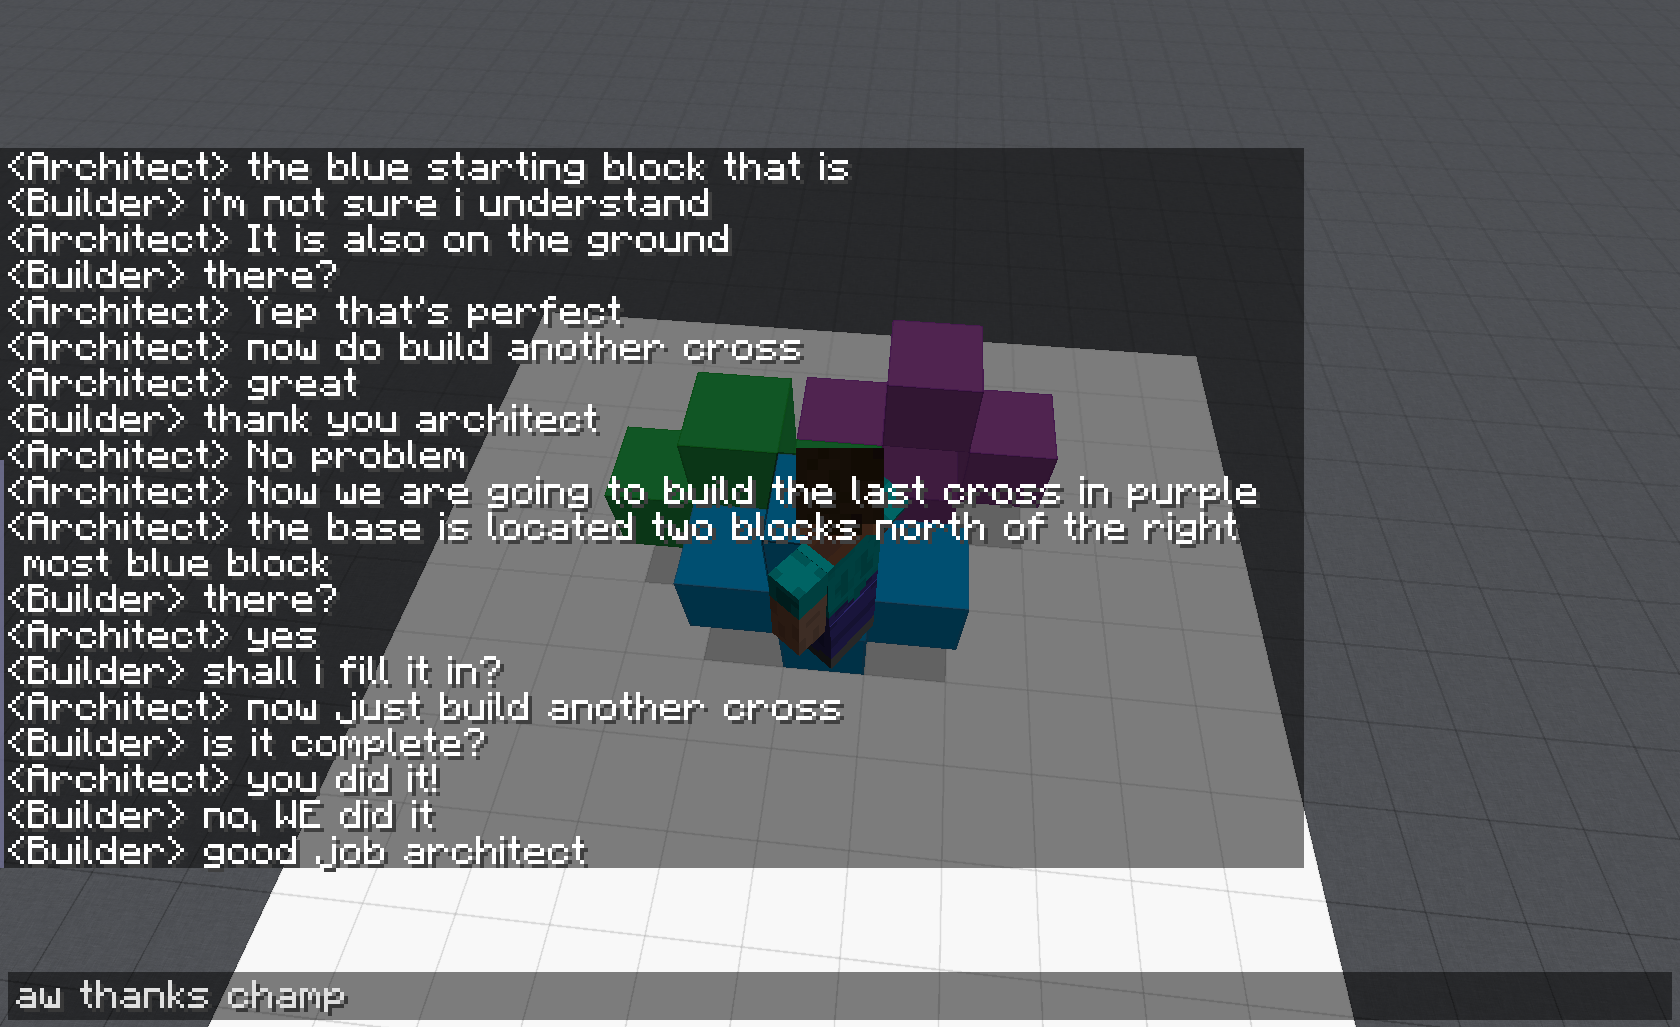 <Architect> the blue starting block that is
<Builder> i'm not sure i understand
<Architect> It is also on the ground
<Builder> there?
<Architect> Yep that's perfect
<Architect> now do build another cross
<Architect> great
<Builder> thank you architect
<Architect> No problem
<Architect> Now we are going to build the last cross in purple
<Architect> the base is located two blocks north of the right
most blue block
<Builder> there?
<Architect> yes
<Builder> shall i fill it in?
<Architect> now just build another cross
<Builder> is it complete?
<Architect> you did it!
<Builder> no, WE did it
<Builder> good job architect
aw thanks champ